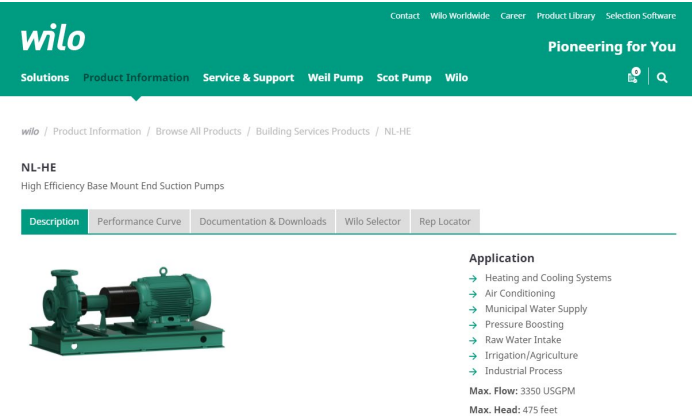 Contact Wilo Worldwide Career Product Library Selection Software
wilo
Pioneering for You
Solutions Product Information Service & Support Weil Pump Scot Pump Wilo
0
wilo / Product Information / Browse All Products / Building Services Products / NL-HE
NL-HE
High Efficiency Base Mount End Suction Pumps
Description Performance Curve Documentation & Downloads Wilo Selector Rep Locator
Application
→ Heating and Cooling Systems
→ Air Conditioning
→ Municipal Water Supply
→ Pressure Boosting
→ Raw Water Intake
→ Irrigation/Agriculture
→ Industrial Process
Max. Flow: 3350 USGPM
Max. Head: 475 feet